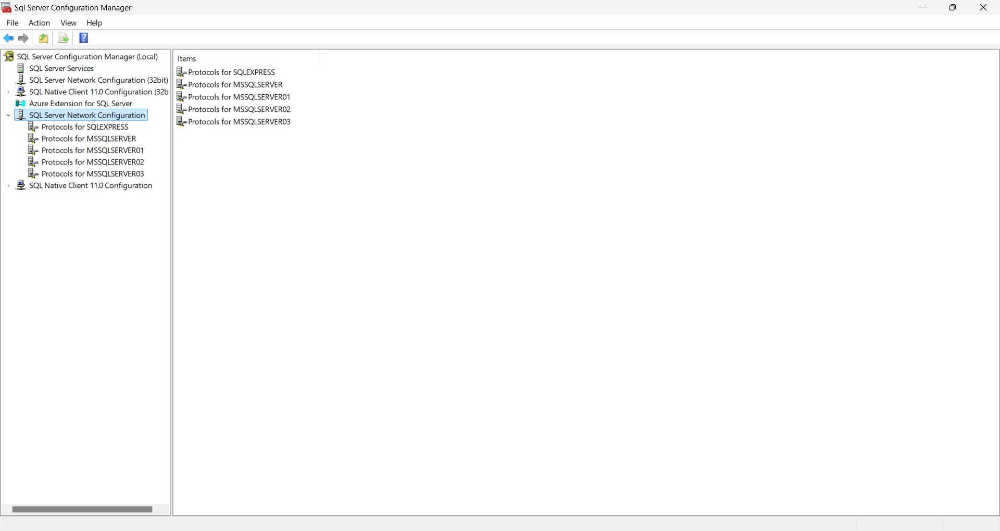 Sql Server Configuration Manager
File Action View Help
SQL Server Configuration Manager (Local)
SQL Server Services
SQL Server Network Configuration (32bit)
SQL Native Client 11.0 Configuration (32b
Azure Extension for SQL Server
SQL Server Network Configuration
Protocols for SQLEXPRESS
Protocols for MSSQLSERVER
Protocols for MSSQLSERVER01
Protocols for MSSQLSERVER02
Protocols for MSSQLSERVER03
SQL Native Client 11.0 Configuration
Items
Protocols for SQLEXPRESS
Protocols for MSSQLSERVER
Protocols for MSSQLSERVER01
Protocols for MSSQLSERVER02
Protocols for MSSQLSERVER03